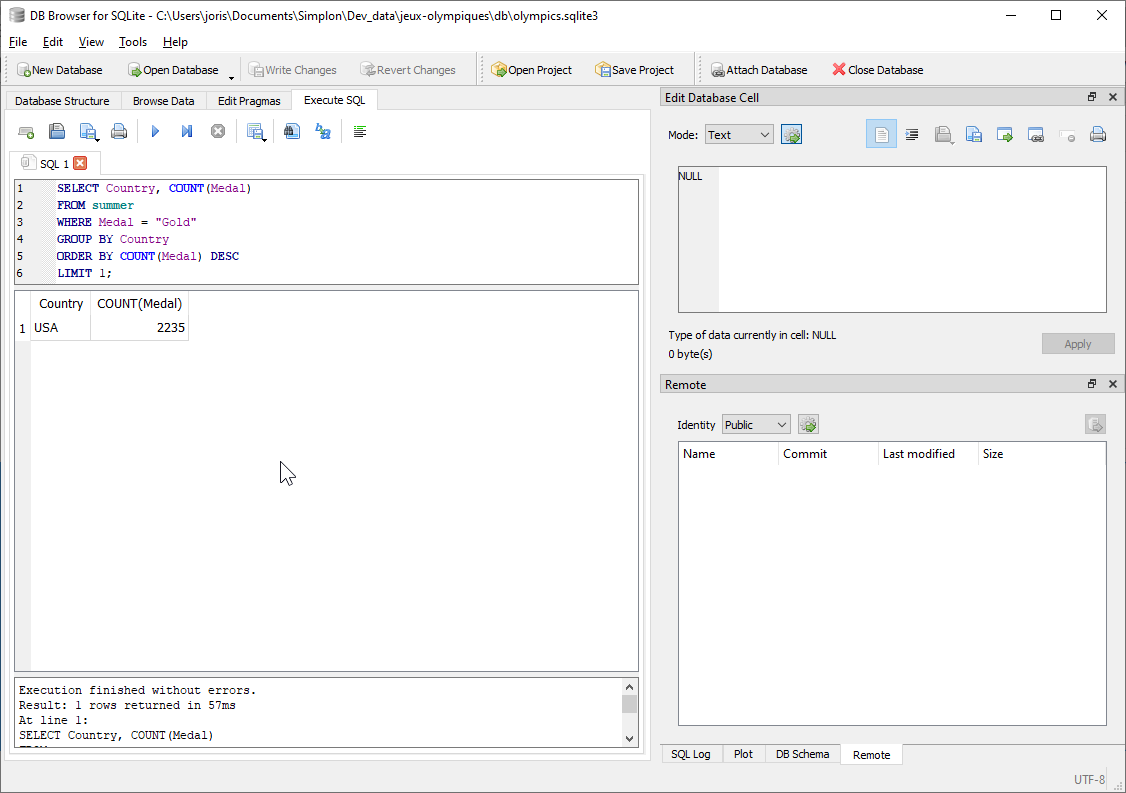 DB Browser for SQLite - C:\Users\joris\Documents\Simplon\Dev_data\jeux-olympiques\db\olympics.sqlite3
File Edit View Tools Help
New Database Open Database Write Changes Revert Changes Open Project Save Project Attach Database Close Database
Database Structure Browse Data Edit Pragmas Execute SQL
SQL 1
1 SELECT Country, COUNT(Medal)
2 FROM summer
3 WHERE Medal = "Gold"
4 GROUP BY Country
5 ORDER BY COUNT(Medal) DESC
6 LIMIT 1;
Country COUNT(Medal)
1 USA 2235
Execution finished without errors.
Result: 1 rows returned in 57ms
At line 1:
SELECT Country, COUNT(Medal)
FROM
Edit Database Cell
Mode: Text
NULL
Type of data currently in cell: NULL
0 byte(s)
Apply
Remote
Identity Public
Name Commit Last modified Size
SQL Log Plot DB Schema Remote
UTF-8